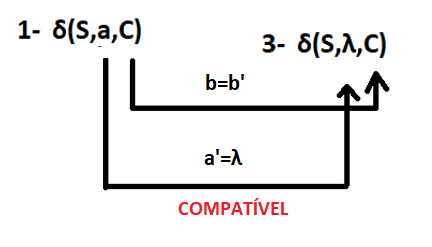 1- δ(S,a,C)
3- δ(S,λ,C)
b=b'
a'=λ
COMPATÍVEL